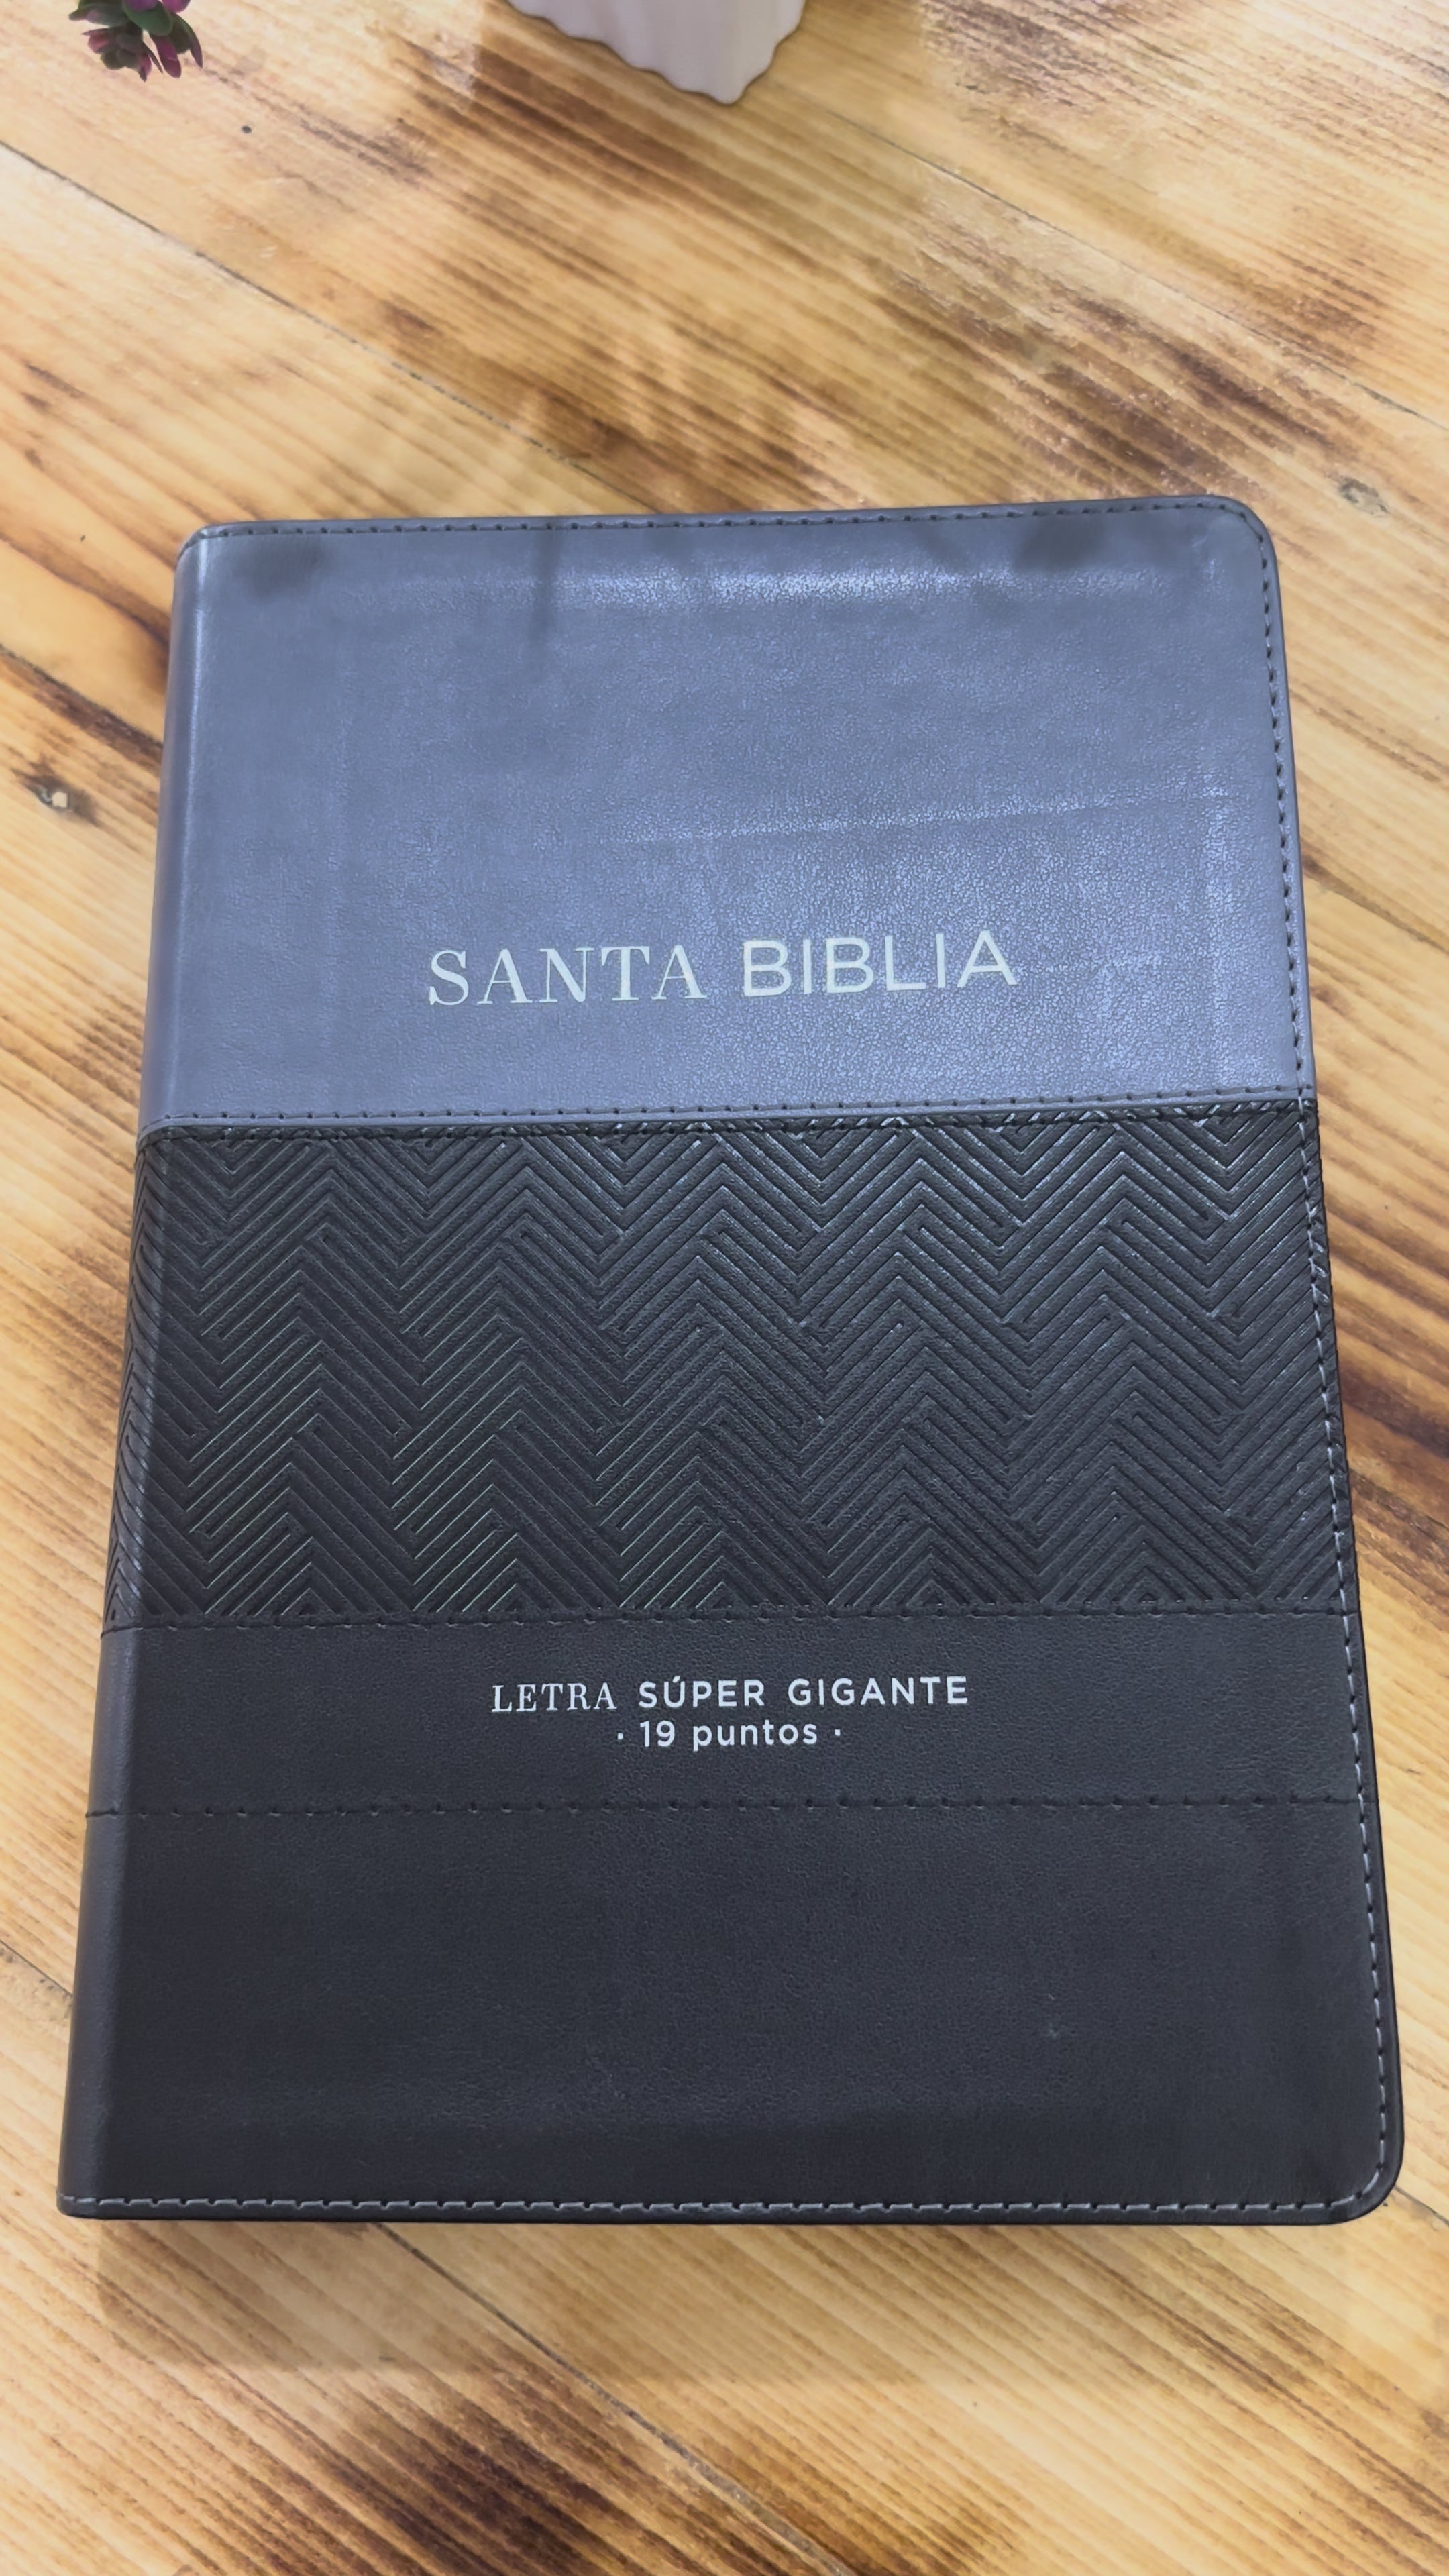 SANTA BIBLIA
LETRA SÚPER GIGANTE
· 19 puntos ·